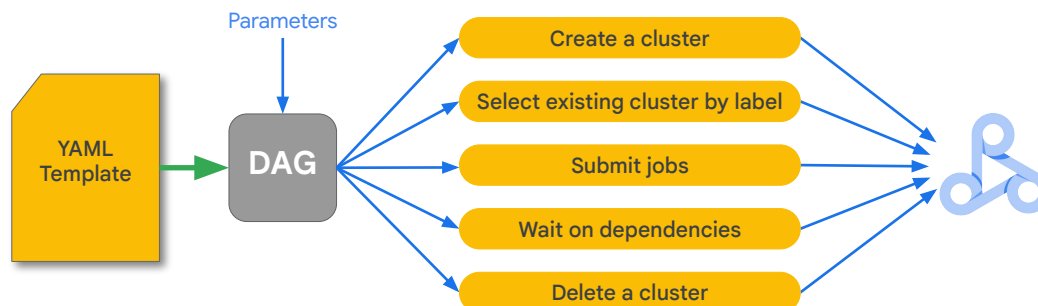 Parameters
YAML
Template
DAG
Create a cluster
Select existing cluster by label
Submit jobs
Wait on dependencies
Delete a cluster